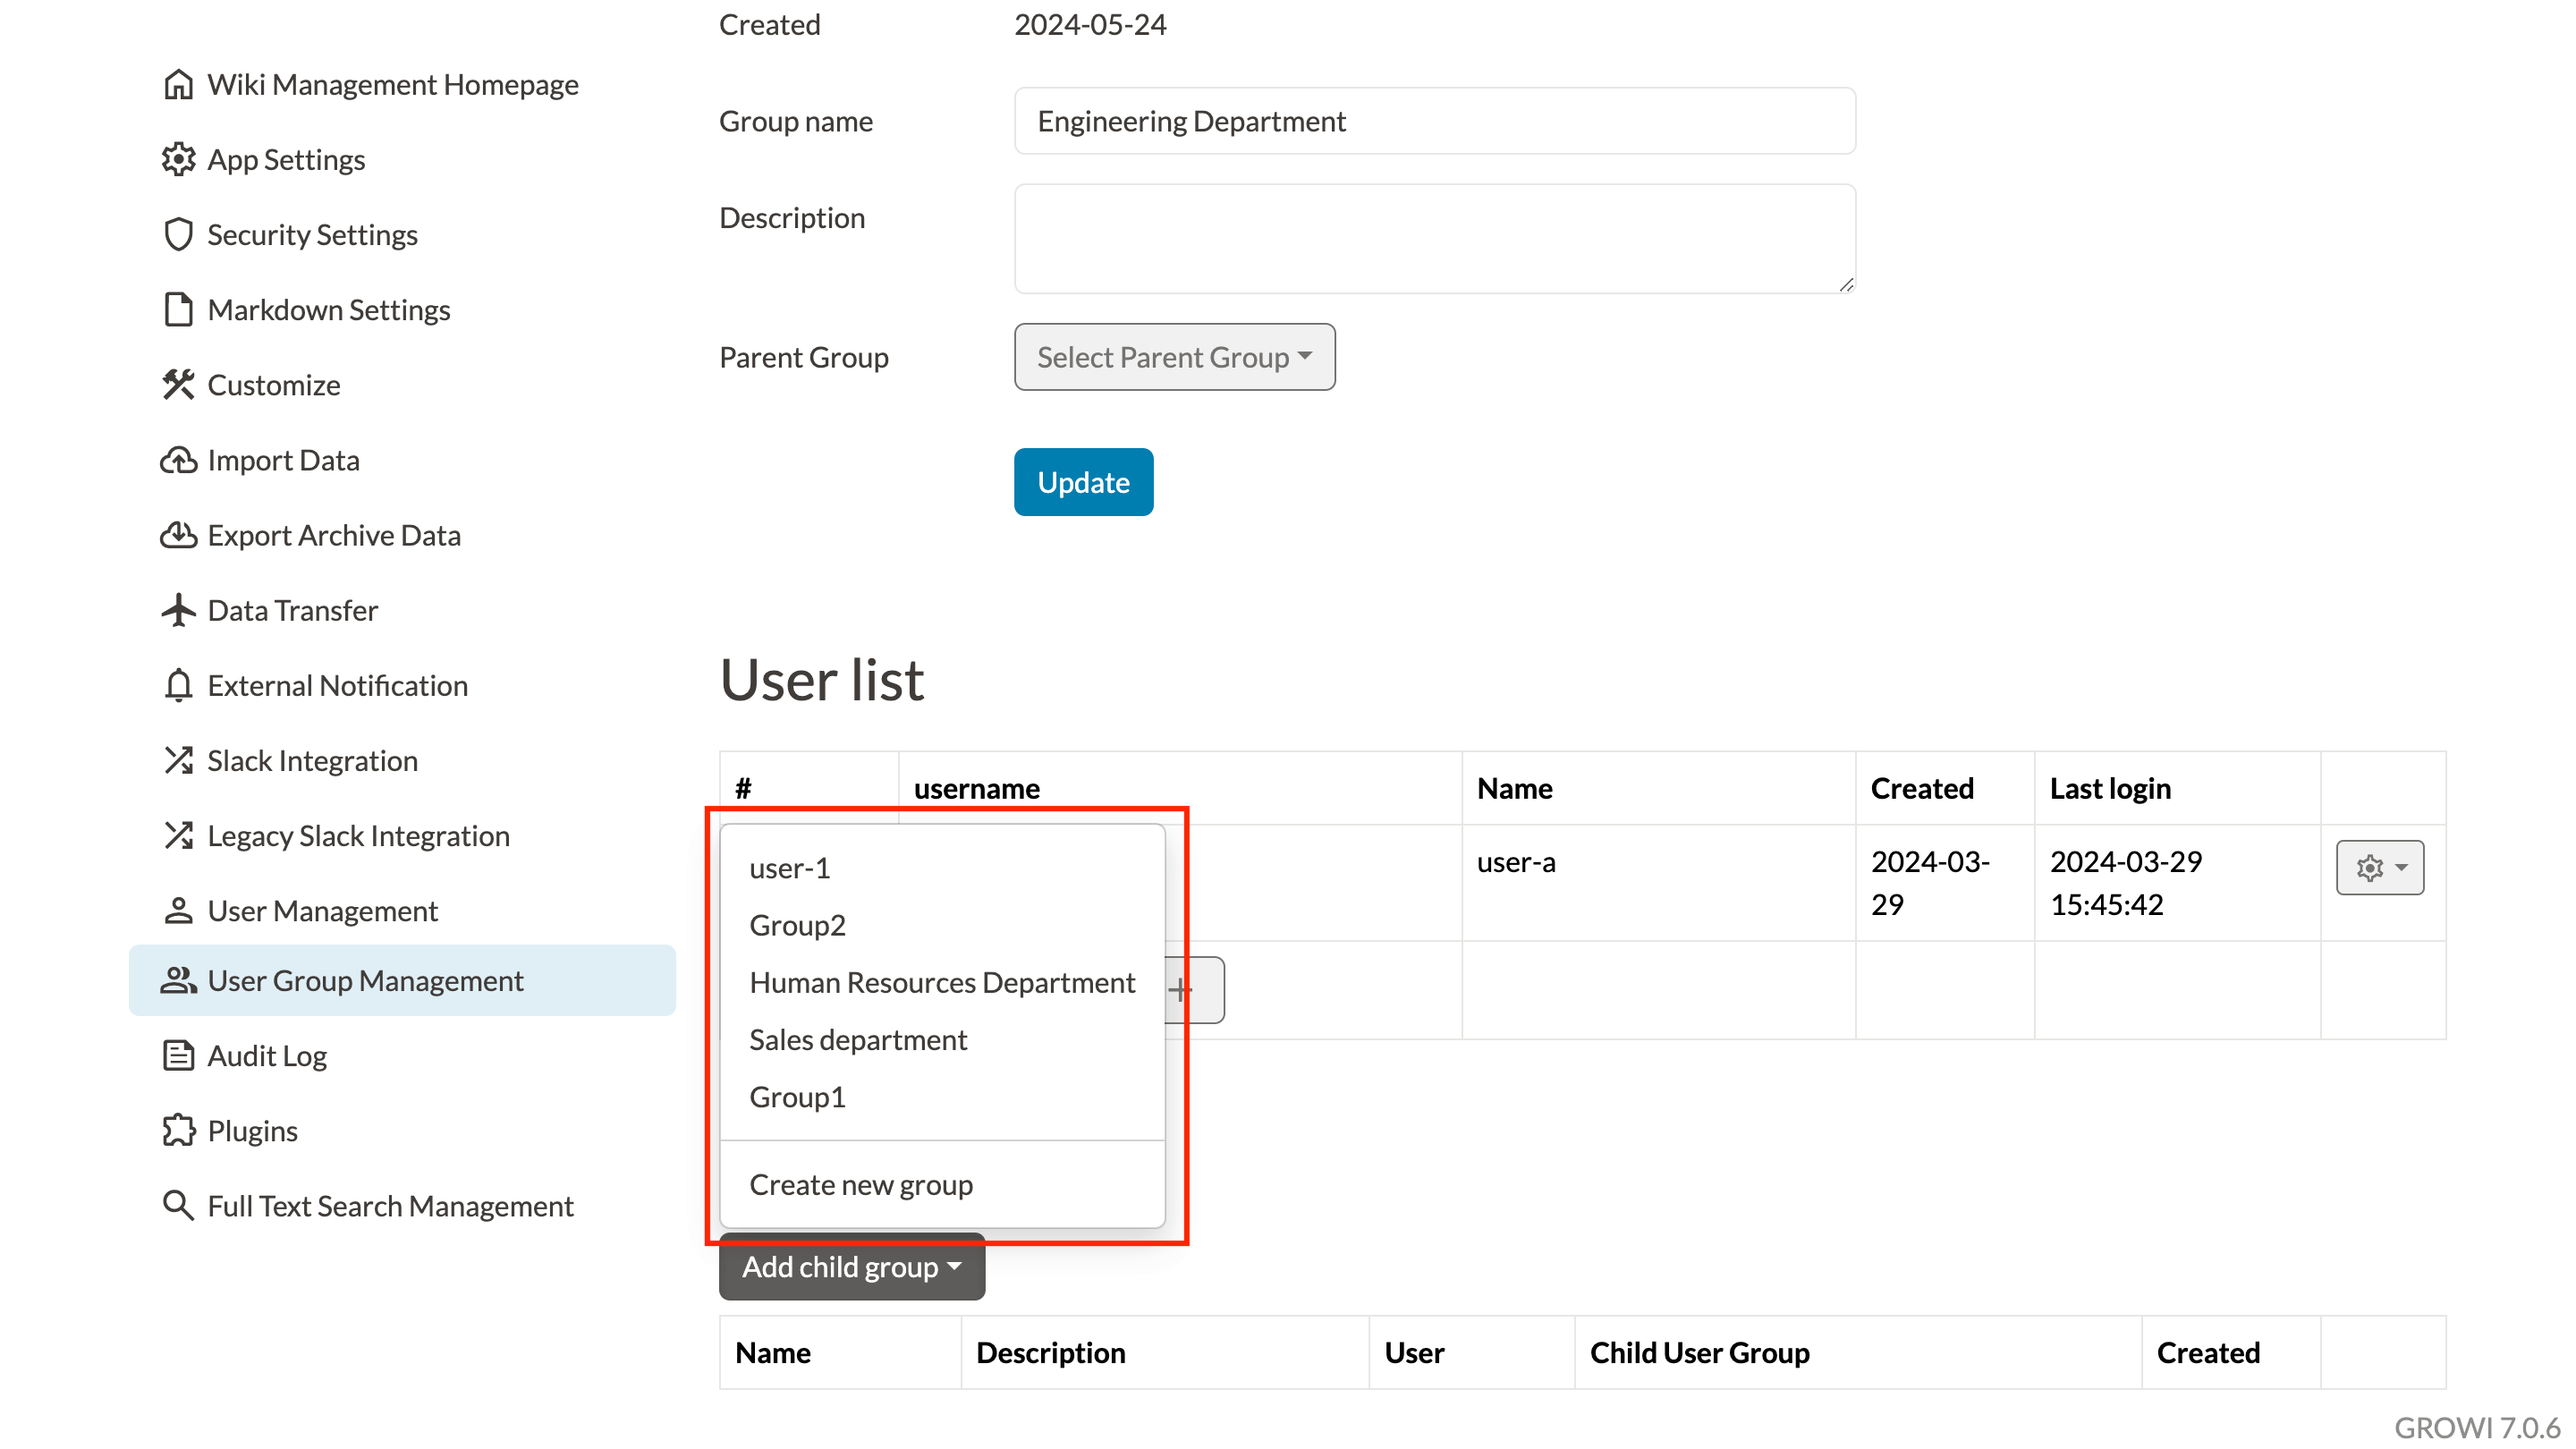 Wiki Management Homepage
App Settings
Security Settings
Markdown Settings
Customize
Import Data
Export Archive Data
Data Transfer
External Notification
Slack Integration
Legacy Slack Integration
User Management
User Group Management
Audit Log
Plugins
Full Text Search Management
Created 2024-05-24
Group name Engineering Department
Description
Parent Group Select Parent Group
Update
User list
# username Name Created Last login
user-a 2024-03-29 2024-03-29 15:45:42
+
user-1
Group2
Human Resources Department
Sales department
Group1
Create new group
Add child group
Name Description User Child User Group Created
GROWI 7.0.6